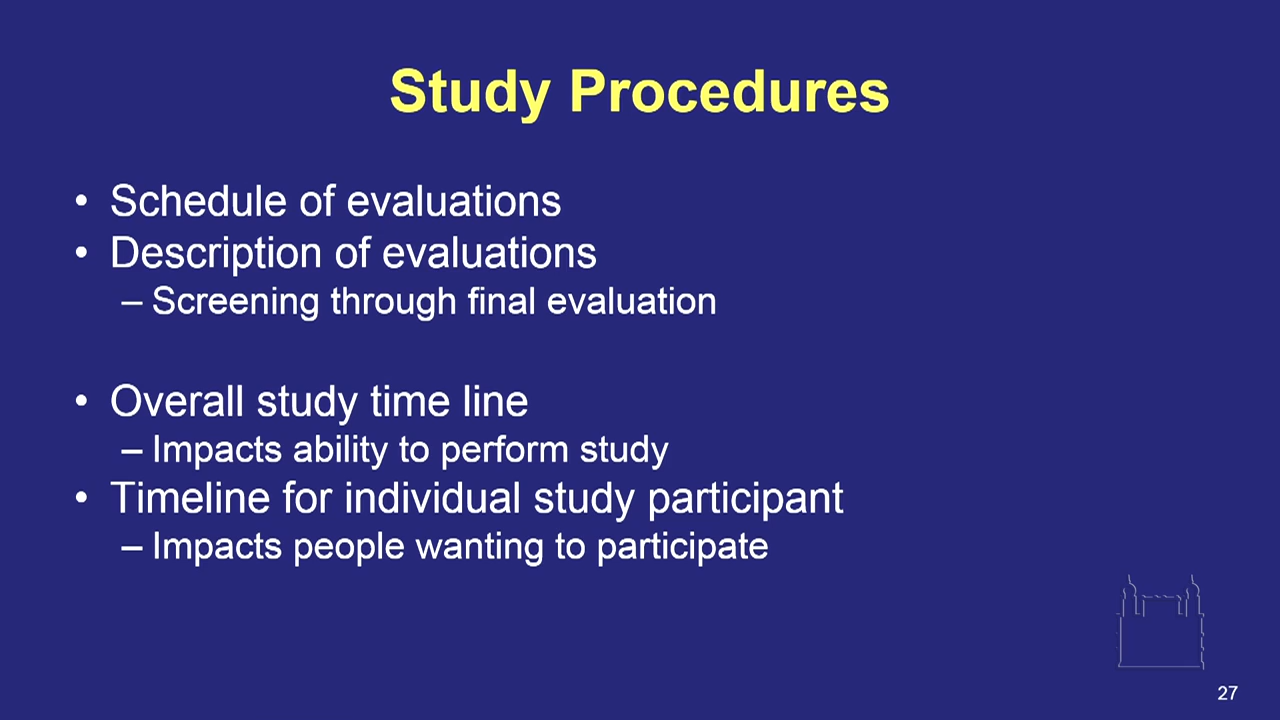 Study Procedures
• Schedule of evaluations
• Description of evaluations
– Screening through final evaluation
• Overall study time line
– Impacts ability to perform study
• Timeline for individual study participant
– Impacts people wanting to participate
27